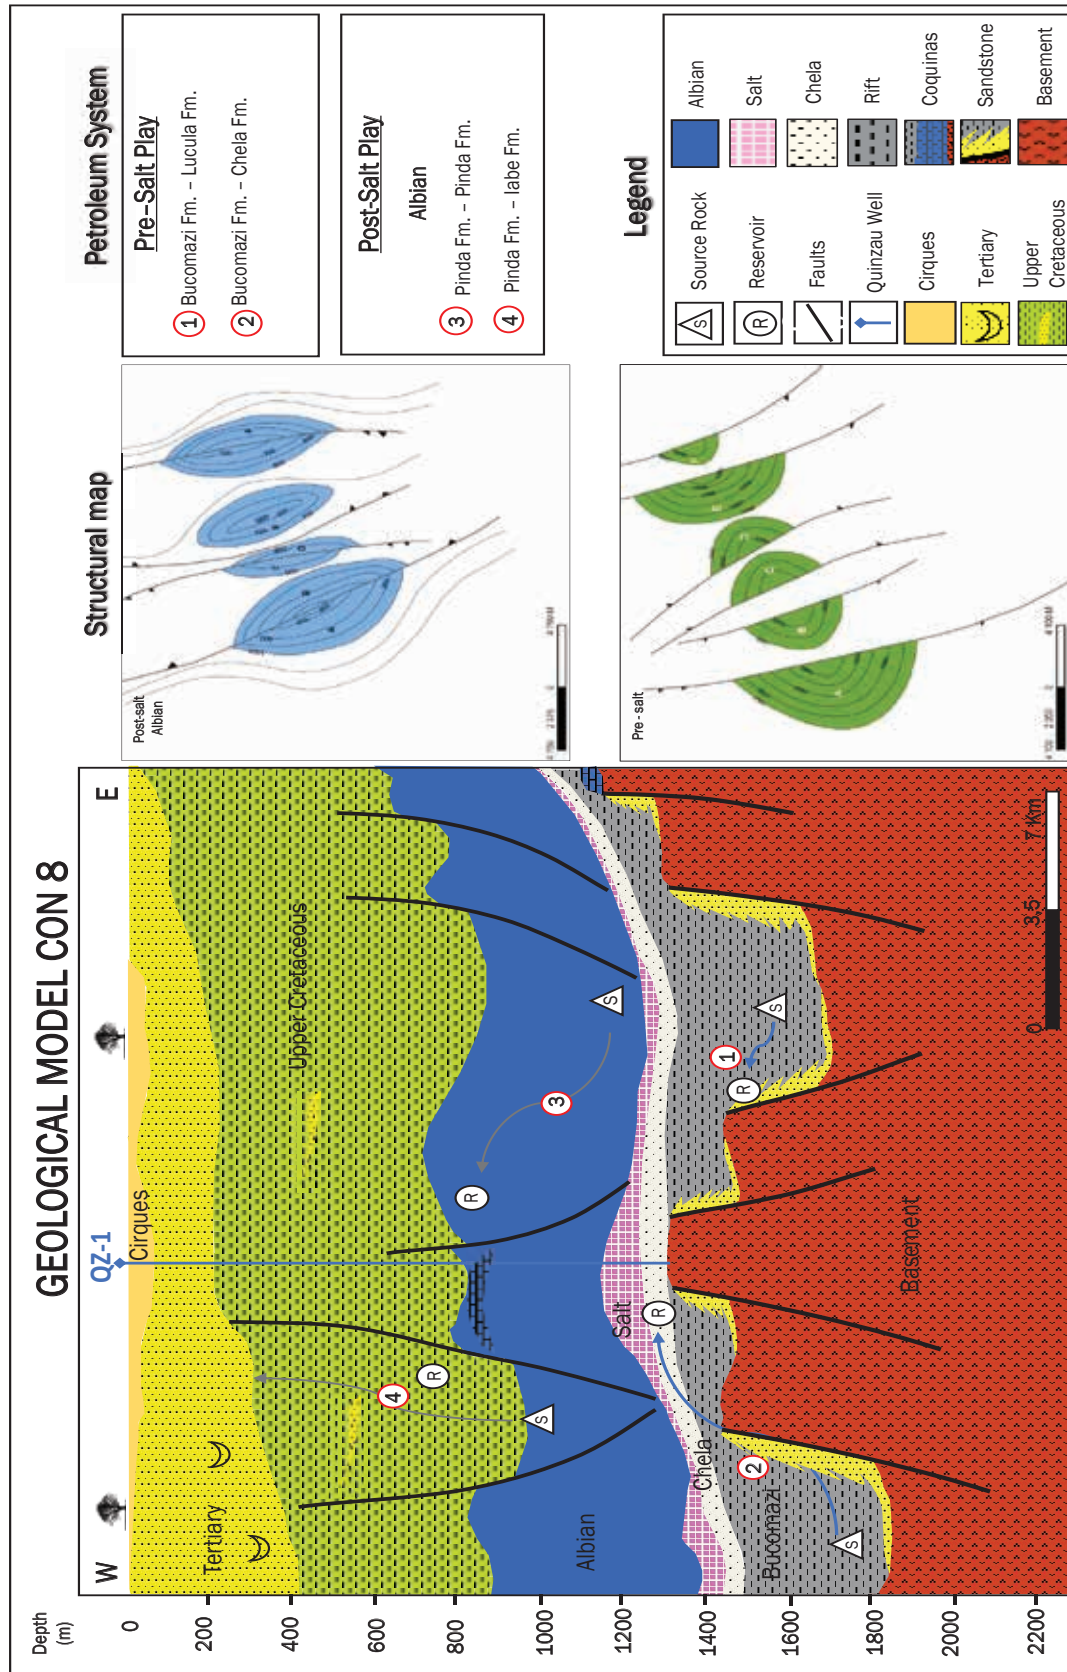 GEOLOGICAL MODEL CON 8
Depth
(m)
0
200
400
600
800
1000
1200
1400
1600
1800
2000
2200
W
E
QZ-1
Cirques
Tertiary
Upper Cretaceous
Albian
Salt
Chela
Bucomazi
Basement
S
R
4
S
R
3
S
R
2
S
R
1
0
3,5
7 Km
Structural map
Post-salt
Albian
Pre - salt
Petroleum System
Pre–Salt Play
1 Bucomazi Fm. – Lucula Fm.
2 Bucomazi Fm. – Chela Fm.
Post-Salt Play
Albian
3 Pinda Fm. – Pinda Fm.
4 Pinda Fm. – Iabe Fm.
Legend
S Source Rock
R Reservoir
Faults
Quinzau Well
Cirques
Tertiary
Upper
Cretaceous
Albian
Salt
Chela
Rift
Coquinas
Sandstone
Basement